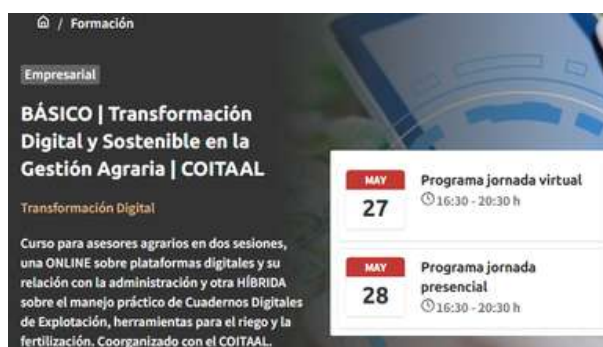 / Formación
Empresarial
BÁSICO | Transformación
Digital y Sostenible en la
Gestión Agraria | COITAAL
Transformación Digital
Curso para asesores agrarios en dos sesiones,
una ONLINE sobre plataformas digitales y su
relación con la administración y otra HÍBRIDA
sobre el manejo práctico de Cuadernos Digitales
de Explotación, herramientas para el riego y la
fertilización. Coorganizado con el COITAAL.
MAY
27
Programa jornada virtual
16:30 - 20:30 h
MAY
28
Programa jornada
presencial
16:30 - 20:30 h